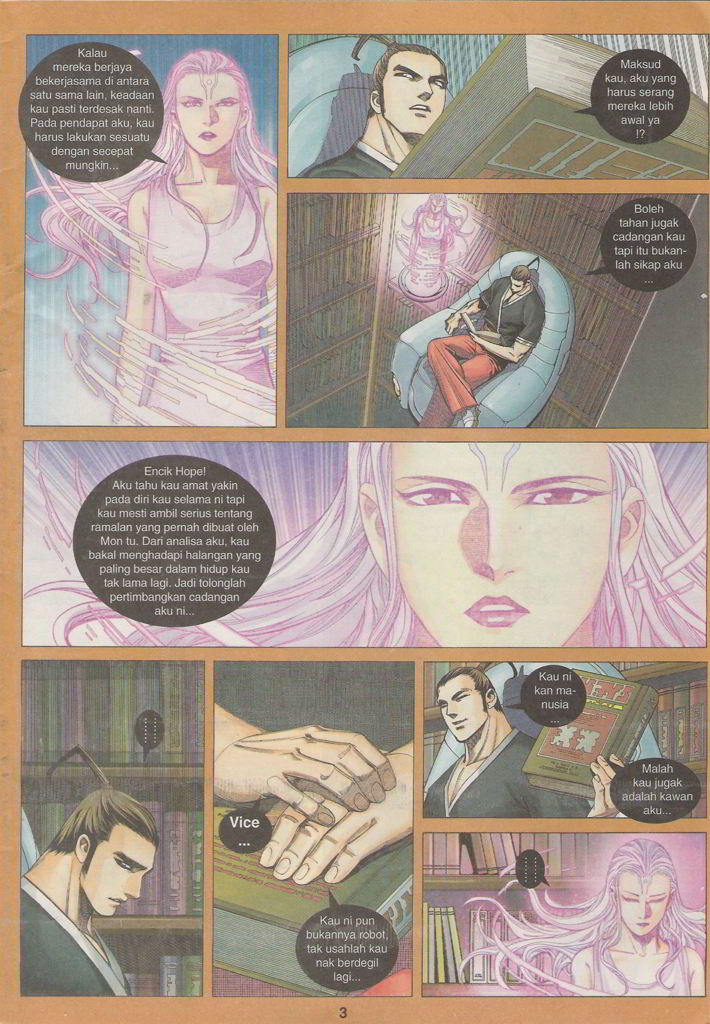 Kalau
mereka berjaya
bekerjasama di antara
satu sama lain, keadaan
kau pasti terdesak nanti.
Pada pendapat aku, kau
harus lakukan sesuatu
dengan secepat
mungkin...
Maksud
kau, aku yang
harus serang
mereka lebih
awal ya
!?
Boleh
tahan jugak
cadangan kau
tapi itu bukan-
lah sikap aku
...
Encik Hope!
Aku tahu kau amat yakin
pada diri kau selama ni tapi
kau mesti ambil serius tentang
ramalan yang pernah dibuat oleh
Mon tu. Dari analisa aku, kau
bakal menghadapi halangan yang
paling besar dalam hidup kau
tak lama lagi. Jadi tolonglah
pertimbangkan cadangan
aku ni...
Vice
...
Kau ni pun
bukannya robot,
tak usahlah kau
nak berdegil
lagi...
Kau ni
kan ma-
nusia
...
Malah
kau jugak
adalah kawan
aku...
3